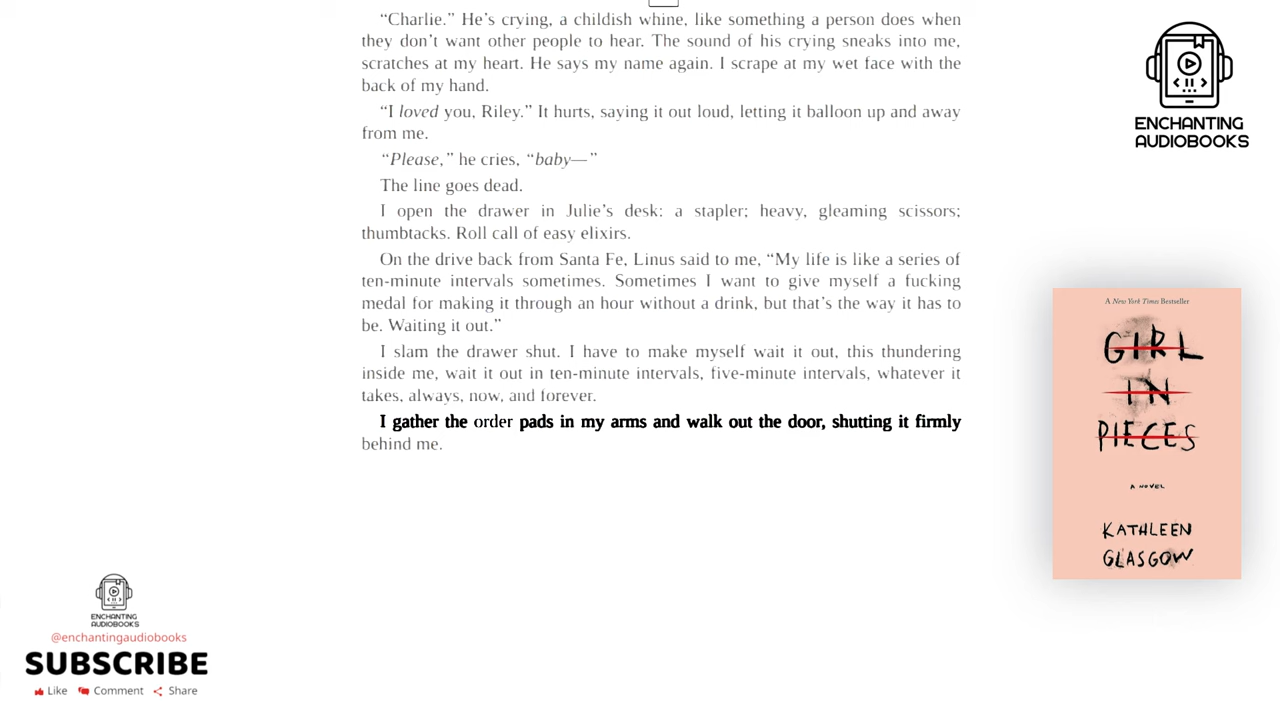 “Charlie.” He’s crying, a childish whine, like something a person does when
they don’t want other people to hear. The sound of his crying sneaks into me,
scratches at my heart. He says my name again. I scrape at my wet face with the
back of my hand.
“I loved you, Riley.” It hurts, saying it out loud, letting it balloon up and away
from me.
“Please,” he cries, “baby—”
The line goes dead.
I open the drawer in Julie’s desk: a stapler; heavy, gleaming scissors;
thumbtacks. Roll call of easy elixirs.
On the drive back from Santa Fe, Linus said to me, “My life is like a series of
ten-minute intervals sometimes. Sometimes I want to give myself a fucking
medal for making it through an hour without a drink, but that’s the way it has to
be. Waiting it out.”
I slam the drawer shut. I have to make myself wait it out, this thundering
inside me, wait it out in ten-minute intervals, five-minute intervals, whatever it
takes, always, now, and forever.
I gather the order pads in my arms and walk out the door, shutting it firmly
behind me.
ENCHANTING
AUDIOBOOKS
A New York Times Bestseller
GIRL
IN
PIECES
A NOVEL
KATHLEEN
GLASGOW
ENCHANTING
AUDIOBOOKS
@enchantingaudiobooks
SUBSCRIBE
Like Comment Share